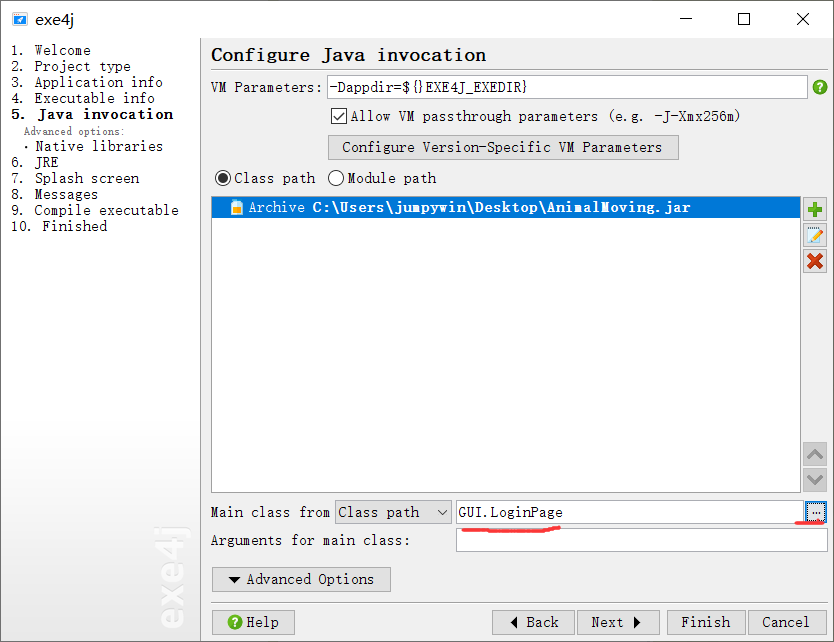 exe4j
1. Welcome
2. Project type
3. Application info
4. Executable info
5. Java invocation
Advanced options:
· Native libraries
6. JRE
7. Splash screen
8. Messages
9. Compile executable
10. Finished
exe4j
Configure Java invocation
VM Parameters: -Dappdir=${}EXE4J_EXEDIR}
Allow VM passthrough parameters (e.g. -J-Xmx256m)
Configure Version-Specific VM Parameters
Class path Module path
Archive C:\Users\jumpywin\Desktop\AnimalMoving.jar
Main class from Class path GUI.LoginPage ...
Arguments for main class:
Advanced Options
Help Back Next Finish Cancel